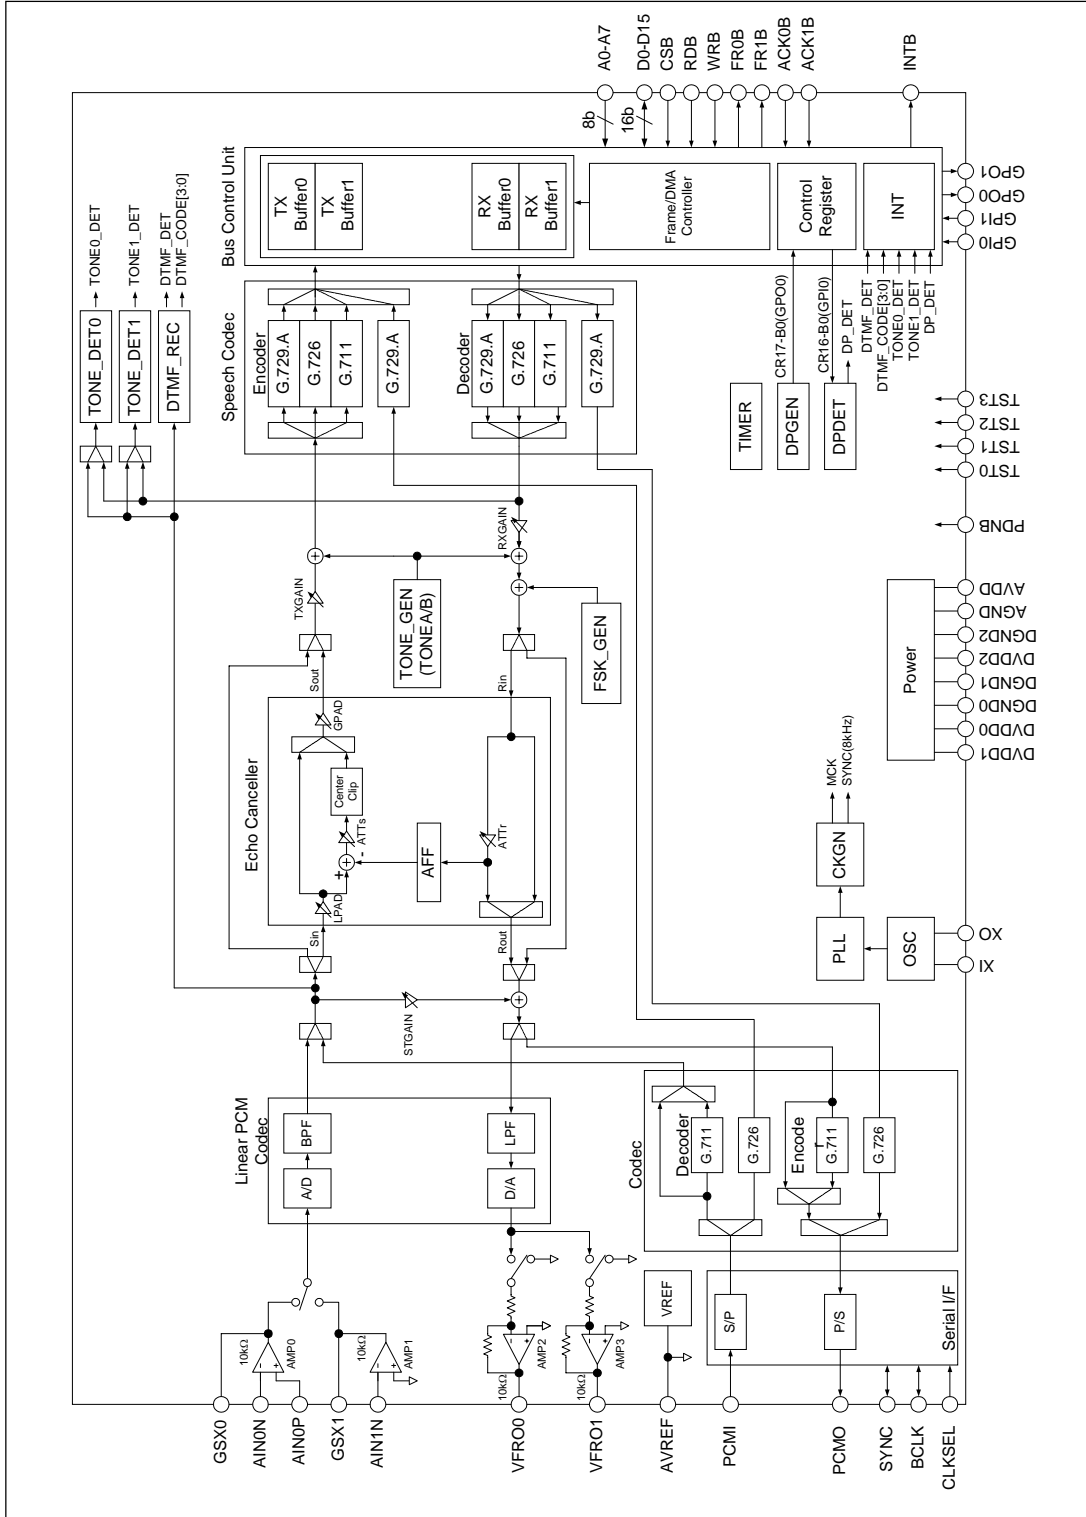 GSX0
AIN0N
AIN0P
GSX1
AIN1N
VFRO0
VFRO1
AVREF
PCMI
PCMO
SYNC
BCLK
CLKSEL
10kΩ
AMP0
AMP1
10kΩ
AMP2
10kΩ
AMP3
VREF
S/P
P/S
Serial I/F
Linear PCM
Codec
A/D
BPF
D/A
LPF
Codec
Decoder
G.711
G.726
Encode
r
G.711
G.726
STGAIN
Echo Canceller
Sin
LPAD
+
-
ATTs
Center
Clip
GPAD
Sout
AFF
ATTr
Rin
Rout
TXGAIN
TONE_GEN
(TONEA/B)
RXGAIN
FSK_GEN
TONE_DET0
TONE_DET1
DTMF_REC
TONE0_DET
TONE1_DET
DTMF_DET
DTMF_CODE[3:0]
Speech Codec
Encoder
G.729.A
G.726
G.711
G.729.A
Decoder
G.729.A
G.726
G.711
G.729.A
Bus Control Unit
TX
Buffer0
TX
Buffer1
RX
Buffer0
RX
Buffer1
Frame/DMA
Controller
Control
Register
INT
TIMER
DPGEN
DPDET
CR17-B0(GPO0)
CR16-B0(GPI0)
DP_DET
DTMF_DET
DTMF_CODE[3:0]
TONE0_DET
TONE1_DET
DP_DET
8b
16b
A0-A7
D0-D15
CSB
RDB
WRB
FR0B
FR1B
ACK0B
ACK1B
INTB
GPO1
GPO0
GPI1
GPI0
TST3
TST2
TST1
TST0
PDNB
AVDD
AGND
DGND2
DVDD2
DGND1
DGND0
DVDD0
DVDD1
Power
MCK
SYNC(8kHz)
CKGN
PLL
OSC
XO
XI